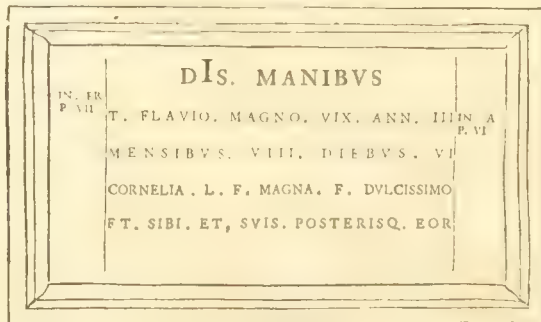 DIS. MANIBVS
IN. FR
P. VII
T. FLAVIO. MAGNO. VIX. ANN. III
IN A
P. VI
MENSIBVS. VIII. DIEBVS. VI
CORNELIA. L. F. MAGNA. F. DVLCISSIMO
ET. SIBI. ET, SVIS. POSTERISQ. EOR